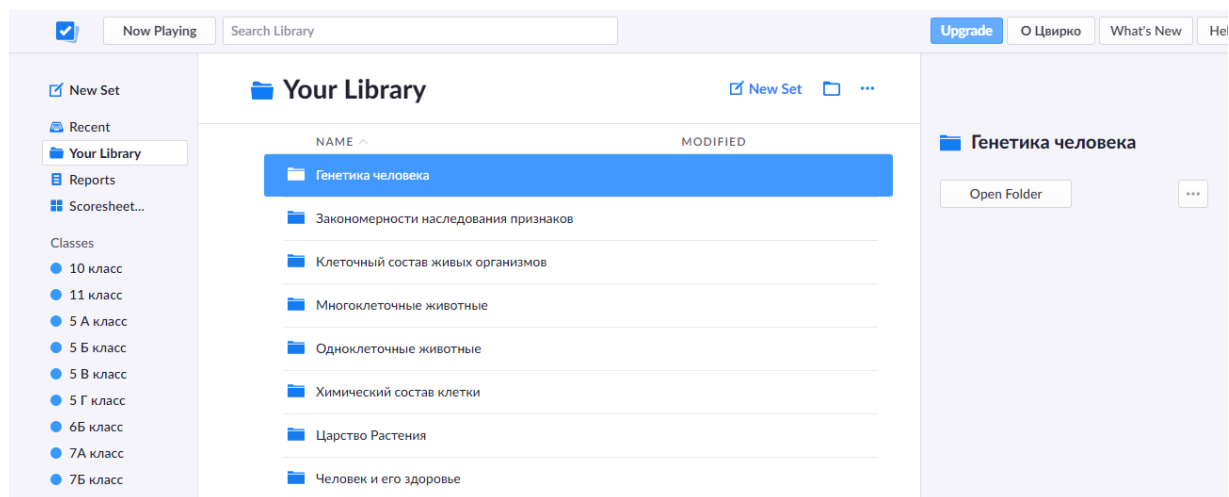 Now Playing
Search Library
Upgrade
О Цвирко
What's New
Hel
New Set
Recent
Your Library
Reports
Scoresheet...
Classes
10 класс
11 класс
5 А класс
5 Б класс
5 В класс
5 Г класс
6Б класс
7А класс
7Б класс
Your Library
New Set
NAME
MODIFIED
Генетика человека
Закономерности наследования признаков
Клеточный состав живых организмов
Многоклеточные животные
Одноклеточные животные
Химический состав клетки
Царство Растения
Человек и его здоровье
Генетика человека
Open Folder